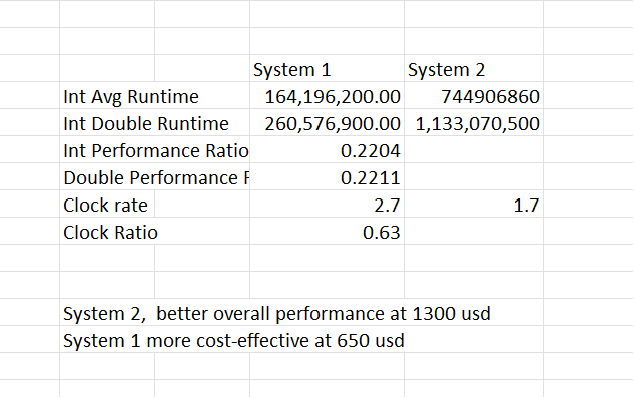 System 1 System 2
Int Avg Runtime 164,196,200.00 744906860
Int Double Runtime 260,576,900.00 1,133,070,500
Int Performance Ratio 0.2204
Double Performance 0.2211
Clock rate 2.7 1.7
Clock Ratio 0.63
System 2, better overall performance at 1300 usd
System 1 more cost-effective at 650 usd